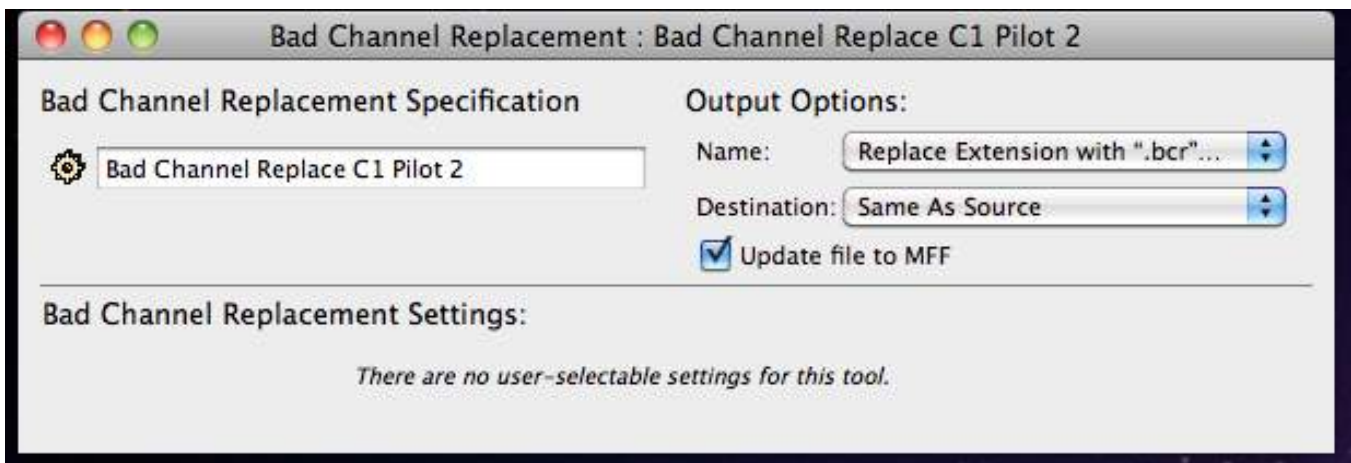 Bad Channel Replacement : Bad Channel Replace C1 Pilot 2
Bad Channel Replacement Specification
Bad Channel Replace C1 Pilot 2
Output Options:
Name: Replace Extension with ".bcr"...
Destination: Same As Source
Update file to MFF
Bad Channel Replacement Settings:
There are no user-selectable settings for this tool.